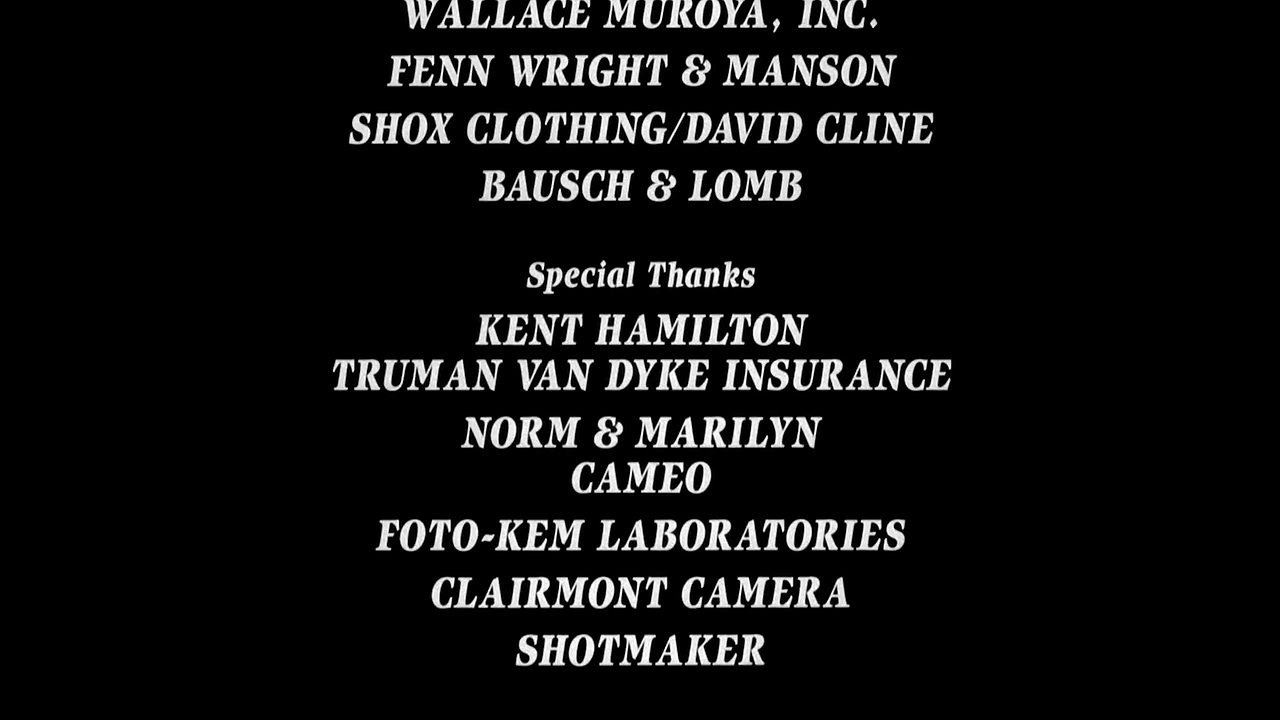 WALLACE MUROYA, INC.
FENN WRIGHT & MANSON
SHOX CLOTHING/DAVID CLINE
BAUSCH & LOMB
Special Thanks
KENT HAMILTON
TRUMAN VAN DYKE INSURANCE
NORM & MARILYN
CAMEO
FOTO-KEM LABORATORIES
CLAIRMONT CAMERA
SHOTMAKER